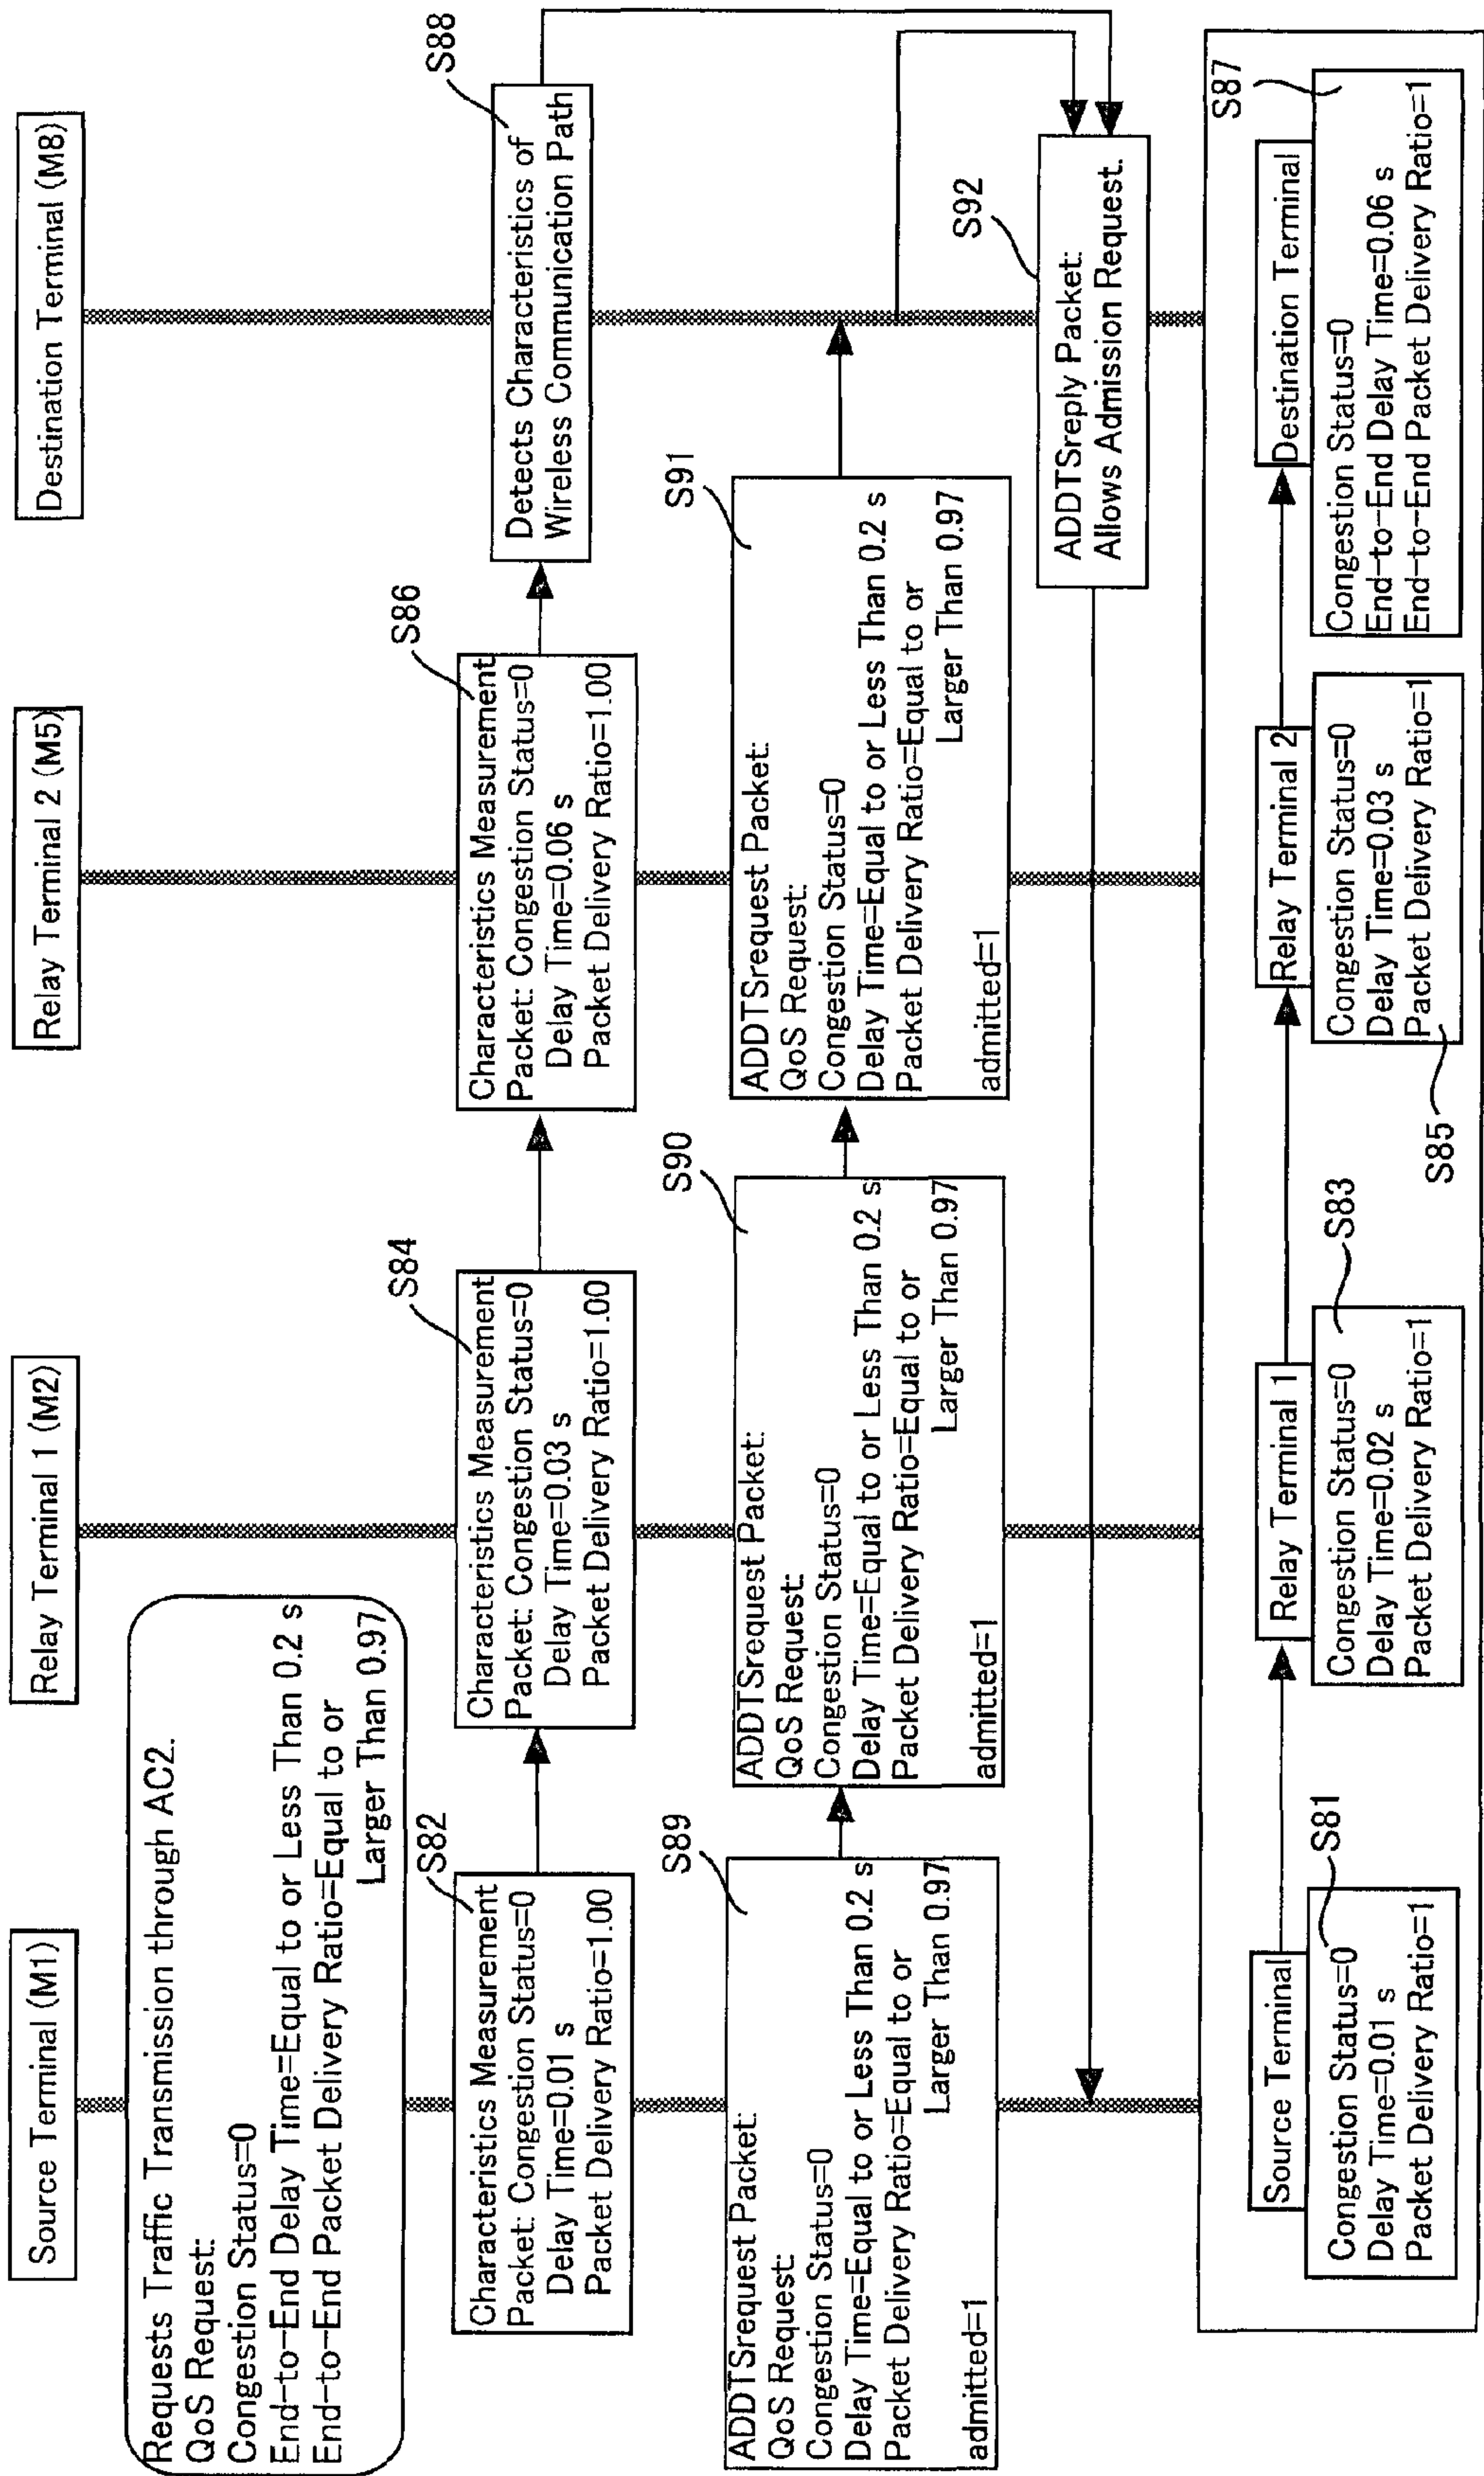 Source Terminal (M1)
Relay Terminal 1 (M2)
Relay Terminal 2 (M5)
Destination Terminal (M8)
Requests Traffic Transmission through AC2.
QoS Request:
Congestion Status=0
End-to-End Delay Time=Equal to or Less Than 0.2 s
End-to-End Packet Delivery Ratio=Equal to or
Larger Than 0.97
S82
Characteristics Measurement
Packet: Congestion Status=0
Delay Time=0.01 s
Packet Delivery Ratio=1.00
S84
Characteristics Measurement
Packet: Congestion Status=0
Delay Time=0.03 s
Packet Delivery Ratio=1.00
S86
Characteristics Measurement
Packet: Congestion Status=0
Delay Time=0.06 s
Packet Delivery Ratio=1.00
S88
Detects Characteristics of
Wireless Communication Path
S89
ADDTSrequest Packet:
QoS Request:
Congestion Status=0
Delay Time=Equal to or Less Than 0.2 s
Packet Delivery Ratio=Equal to or
Larger Than 0.97
admitted=1
S90
ADDTSrequest Packet:
QoS Request:
Congestion Status=0
Delay Time=Equal to or Less Than 0.2 s
Packet Delivery Ratio=Equal to or
Larger Than 0.97
admitted=1
S91
ADDTSrequest Packet:
QoS Request:
Congestion Status=0
Delay Time=Equal to or Less Than 0.2 s
Packet Delivery Ratio=Equal to or
Larger Than 0.97
admitted=1
S92
ADDTSreply Packet:
Allows Admission Request.
Source Terminal
S81
Congestion Status=0
Delay Time=0.01 s
Packet Delivery Ratio=1
Relay Terminal 1
S83
Congestion Status=0
Delay Time=0.02 s
Packet Delivery Ratio=1
Relay Terminal 2
Congestion Status=0
Delay Time=0.03 s
Packet Delivery Ratio=1
S85
Destination Terminal
S87
Congestion Status=0
End-to-End Delay Time=0.06 s
End-to-End Packet Delivery Ratio=1